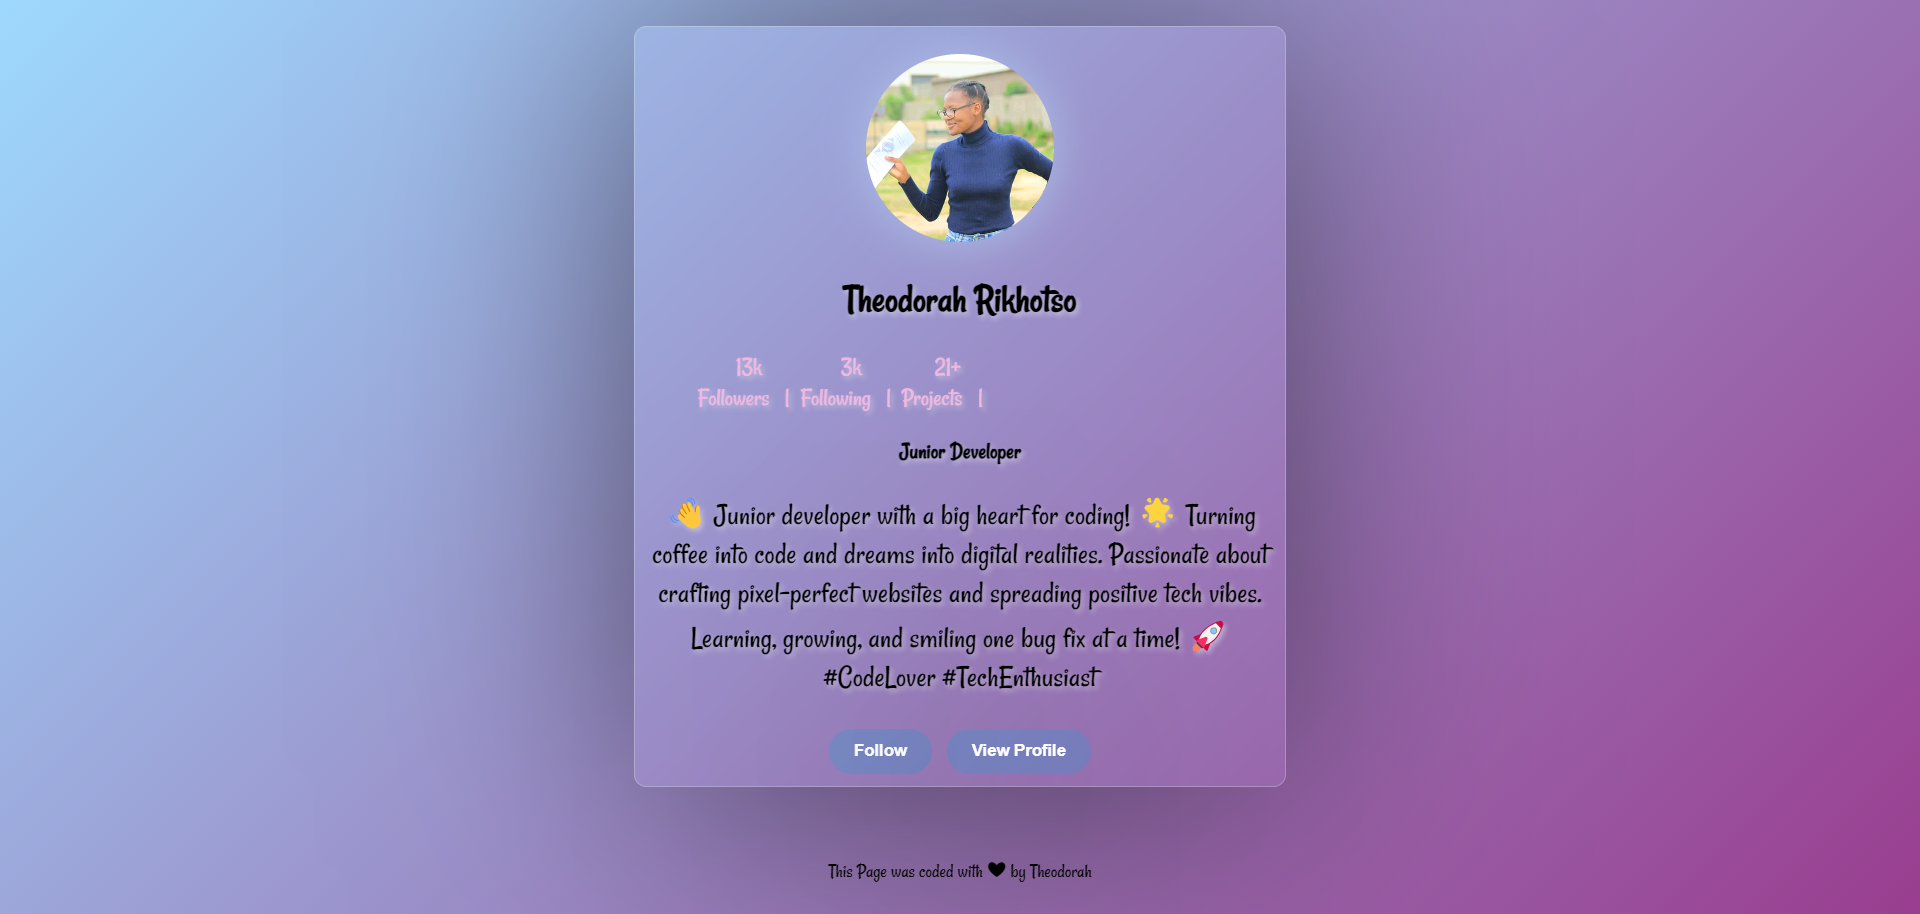 Theodorah Rikhotso
13k 3k 21+
Followers | Following | Projects |
Junior Developer
👋 Junior developer with a big heart for coding! 🌟 Turning
coffee into code and dreams into digital realities. Passionate about
crafting pixel-perfect websites and spreading positive tech vibes.
Learning, growing, and smiling one bug fix at a time! 🚀
#CodeLover #TechEnthusiast
Follow View Profile
This Page was coded with 🖤 by Theodorah